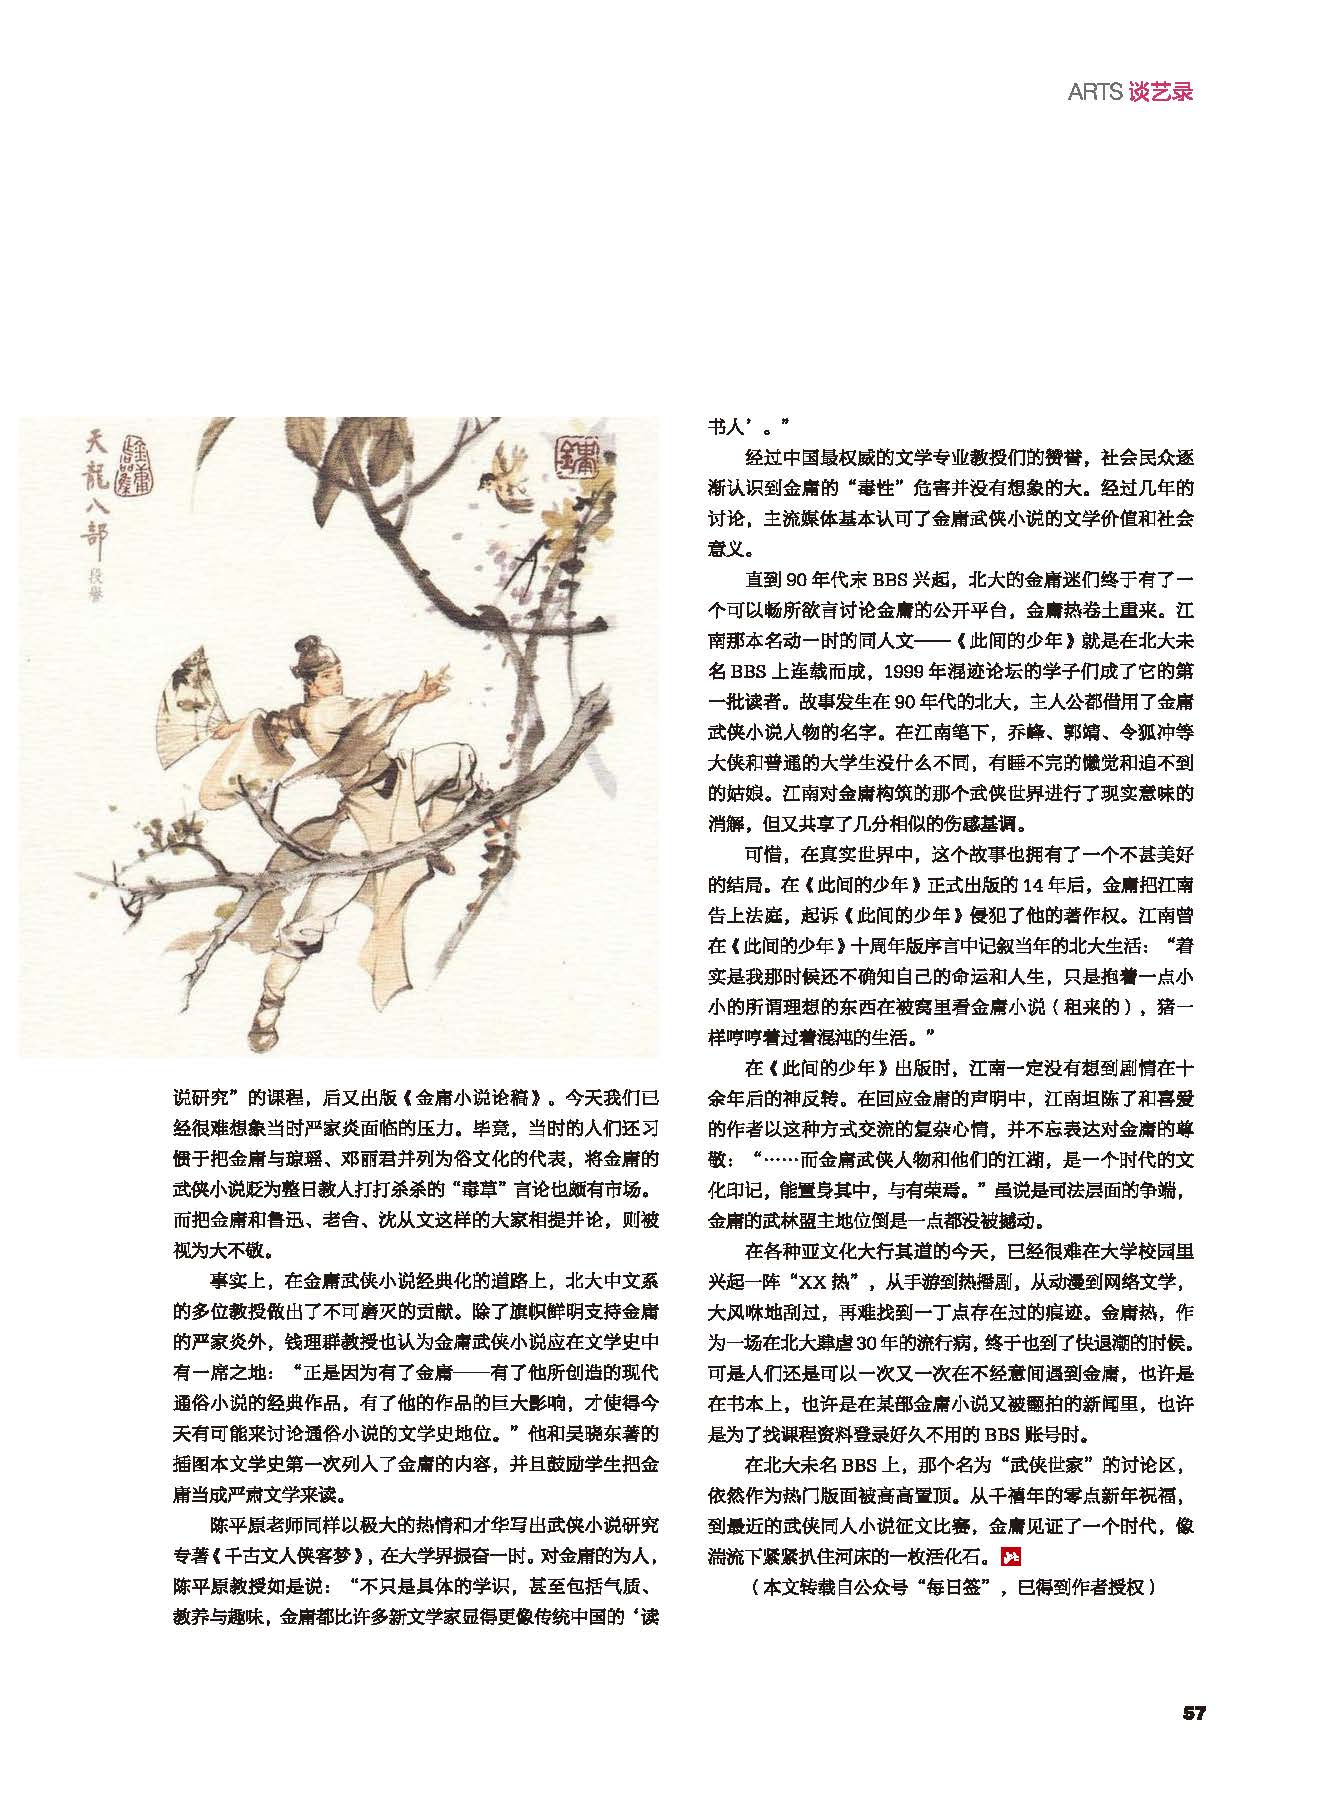 ARTS 谈艺录
天龍八部
段譽
金庸
说研究”的课程，后又出版《金庸小说论稿》。今天我们已
经很难想象当时严家炎面临的压力。毕竟，当时的人们还习
惯于把金庸与琼瑶、邓丽君并列为俗文化的代表，将金庸的
武侠小说贬为整日教人打打杀杀的“毒草”言论也颇有市场。
而把金庸和鲁迅、老舍、沈从文这样的大家相提并论，则被
视为大不敬。
事实上，在金庸武侠小说经典化的道路上，北大中文系
的多位教授做出了不可磨灭的贡献。除了旗帜鲜明支持金庸
的严家炎外，钱理群教授也认为金庸武侠小说应在文学史中
有一席之地：“正是因为有了金庸——有了他所创造的现代
通俗小说的经典作品，有了他的作品的巨大影响，才使得今
天有可能来讨论通俗小说的文学史地位。”他和吴晓东著的
插图本文学史第一次列入了金庸的内容，并且鼓励学生把金
庸当成严肃文学来读。
陈平原老师同样以极大的热情和才华写出武侠小说研究
专著《千古文人侠客梦》，在大学界振奋一时。对金庸的为人，
陈平原教授如是说：“不只是具体的学识，甚至包括气质、
教养与趣味，金庸都比许多新文学家显得更像传统中国的‘读
书人’。”
经过中国最权威的文学专业教授们的赞誉，社会民众逐
渐认识到金庸的“毒性”危害并没有想象的大。经过几年的
讨论，主流媒体基本认可了金庸武侠小说的文学价值和社会
意义。
直到 90 年代末 BBS 兴起，北大的金庸迷们终于有了一
个可以畅所欲言讨论金庸的公开平台，金庸热卷土重来。江
南那本名动一时的同人文——《此间的少年》就是在北大未
名 BBS 上连载而成，1999 年混迹论坛的学子们成了它的第
一批读者。故事发生在 90 年代的北大，主人公都借用了金庸
武侠小说人物的名字。在江南笔下，乔峰、郭靖、令狐冲等
大侠和普通的大学生没什么不同，有睡不完的懒觉和追不到
的姑娘。江南对金庸构筑的那个武侠世界进行了现实意味的
消解，但又共享了几分相似的伤感基调。
可惜，在真实世界中，这个故事也拥有了一个不甚美好
的结局。在《此间的少年》正式出版的 14 年后，金庸把江南
告上法庭，起诉《此间的少年》侵犯了他的著作权。江南曾
在《此间的少年》十周年版序言中记叙当年的北大生活：“着
实是我那时候还不确知自己的命运和人生，只是抱着一点小
小的所谓理想的东西在被窝里看金庸小说（租来的），猪一
样哼哼着过着混沌的生活。”
在《此间的少年》出版时，江南一定没有想到剧情在十
余年后的神反转。在回应金庸的声明中，江南坦陈了和喜爱
的作者以这种方式交流的复杂心情，并不忘表达对金庸的尊
敬：“……而金庸武侠人物和他们的江湖，是一个时代的文
化印记，能置身其中，与有荣焉。”虽说是司法层面的争端，
金庸的武林盟主地位倒是一点都没被撼动。
在各种亚文化大行其道的今天，已经很难在大学校园里
兴起一阵“XX 热”，从手游到热播剧，从动漫到网络文学，
大风咻地刮过，再难找到一丁点存在过的痕迹。金庸热，作
为一场在北大肆虐 30 年的流行病，终于也到了快退潮的时候。
可是人们还是可以一次又一次在不经意间遇到金庸，也许是
在书本上，也许是在某部金庸小说又被翻拍的新闻里，也许
是为了找课程资料登录好久不用的 BBS 账号时。
在北大未名 BBS 上，那个名为“武侠世家”的讨论区，
依然作为热门版面被高高置顶。从千禧年的零点新年祝福，
到最近的武侠同人小说征文比赛，金庸见证了一个时代，像
湍流下紧紧扒住河床的一枚活化石。
（本文转载自公众号“每日签”，已得到作者授权）
57